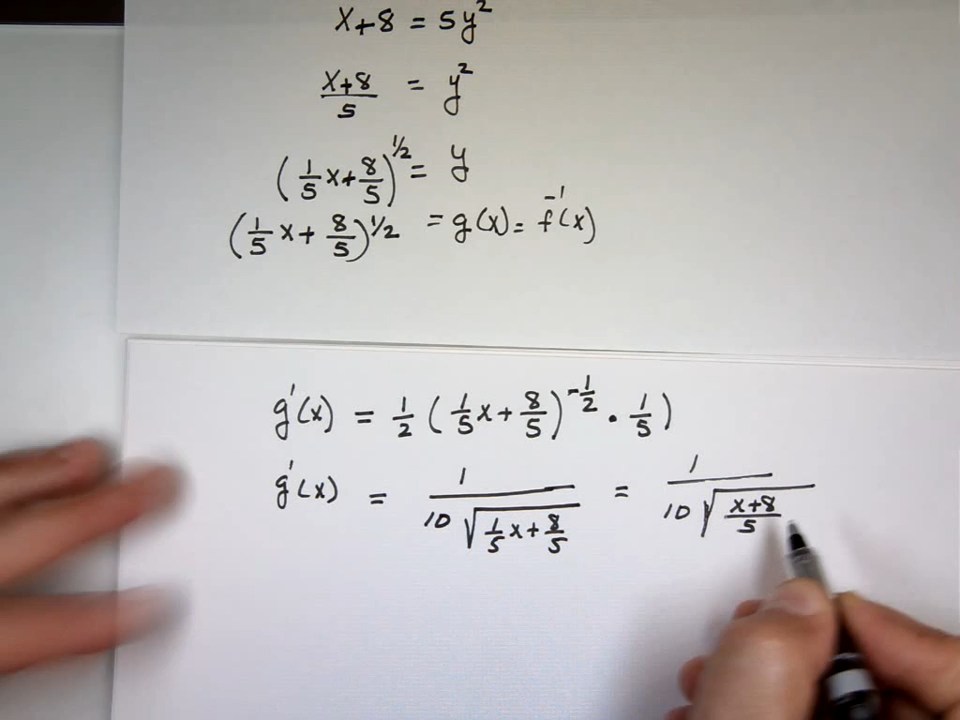 x+8 = 5y²
x+8/5 = y²
(1/5 x + 8/5)^1/2 = y
(1/5 x + 8/5)^1/2 = g(x) = f⁻¹(x)
g'(x) = 1/2 (1/5 x + 8/5)^-1/2 · 1/5)
g'(x) = 1/10√(1/5 x + 8/5) = 1/10√(x+8/5)